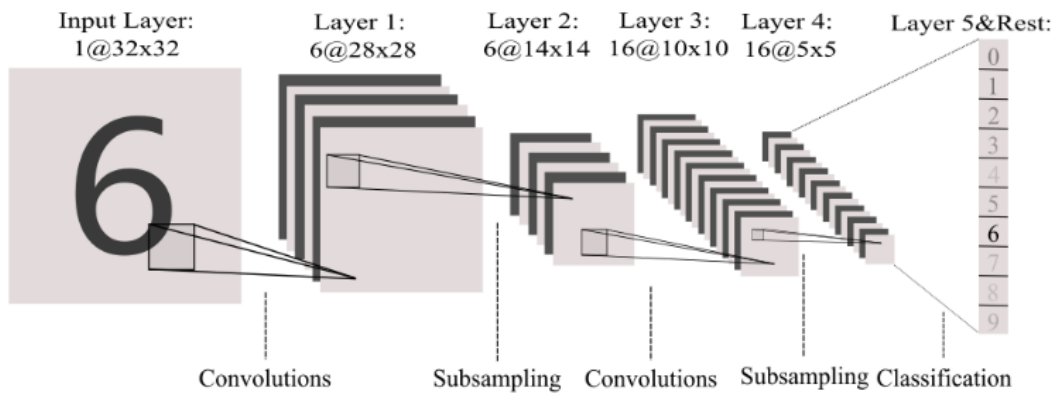 Input Layer:
1@32x32
Layer 1:
6@28x28
Layer 2:
6@14x14
Layer 3:
16@10x10
Layer 4:
16@5x5
Layer 5&Rest:
6
0
1
2
3
4
5
6
7
8
9
Convolutions
Subsampling
Convolutions
Subsampling
Classification